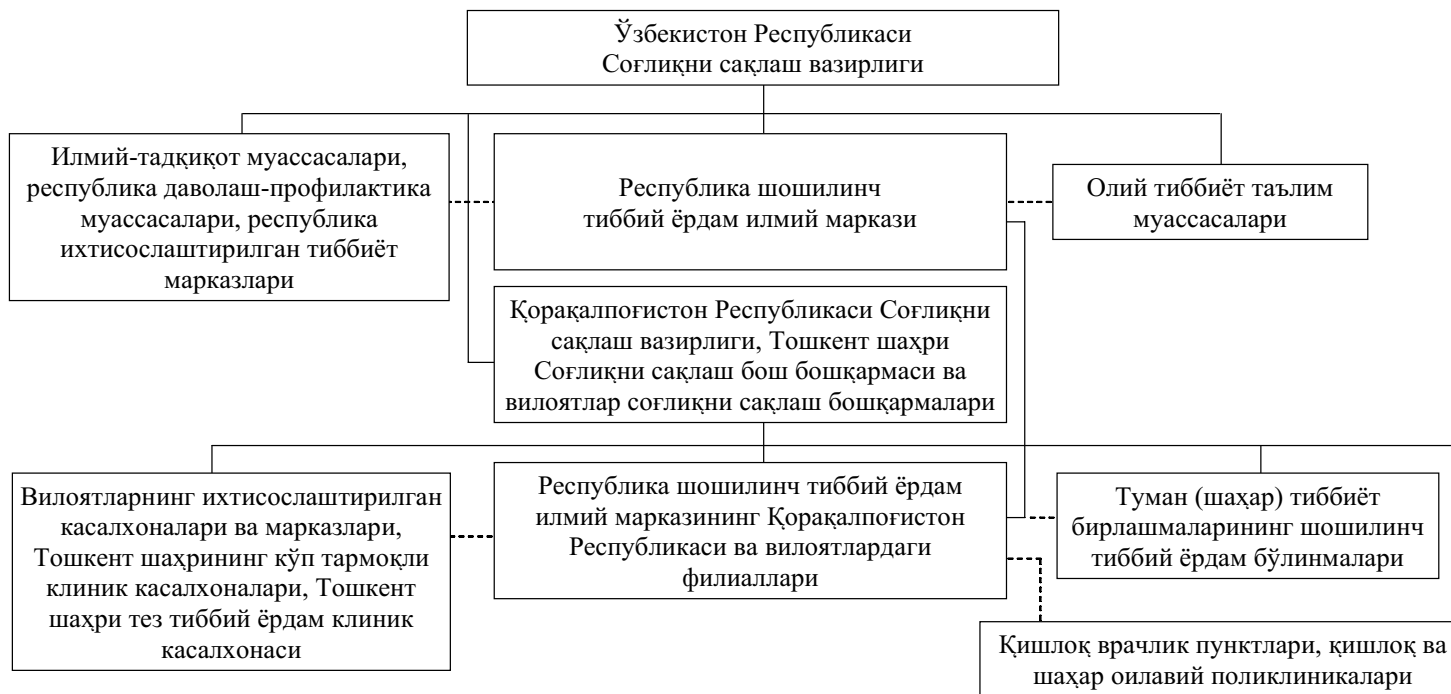 Ўзбекистон Республикаси
Соғлиқни сақлаш вазирлиги
Илмий-тадқиқот муассасалари,
республика даволаш-профилактика
муассасалари, республика
ихтисослаштирилган тиббиёт
марказлари
Республика шошилинч
тиббий ёрдам илмий маркази
Олий тиббиёт таълим
муассасалари
Қорақалпоғистон Республикаси Соғлиқни
сақлаш вазирлиги, Тошкент шаҳри
Соғлиқни сақлаш бош бошқармаси ва
вилоятлар соғлиқни сақлаш бошқармалари
Вилоятларнинг ихтисослаштирилган
касалхоналари ва марказлари,
Тошкент шаҳрининг кўп тармоқли
клиник касалхоналари, Тошкент
шаҳри тез тиббий ёрдам клиник
касалхонаси
Республика шошилинч тиббий ёрдам
илмий марказининг Қорақалпоғистон
Республикаси ва вилоятлардаги
филиаллари
Туман (шаҳар) тиббиёт
бирлашмаларининг шошилинч
тиббий ёрдам бўлинмалари
Қишлоқ врачлик пунктлари, қишлоқ ва
шаҳар оилавий поликлиникалари